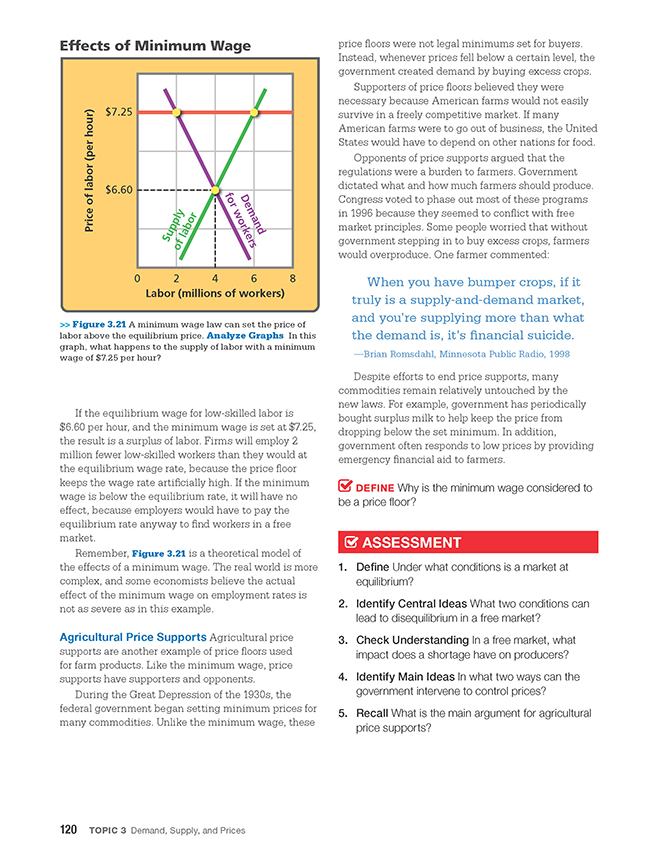 Effects of Minimum Wage
Price of labor (per hour)
$7.25
$6.60
Supply
of labor
Demand
for workers
0 2 4 6 8
Labor (millions of workers)
>> Figure 3.21 A minimum wage law can set the price of
labor above the equilibrium price. Analyze Graphs In this
graph, what happens to the supply of labor with a minimum
wage of $7.25 per hour?
If the equilibrium wage for low-skilled labor is
$6.60 per hour, and the minimum wage is set at $7.25,
the result is a surplus of labor. Firms will employ 2
million fewer low-skilled workers than they would at
the equilibrium wage rate, because the price floor
keeps the wage rate artificially high. If the minimum
wage is below the equilibrium rate, it will have no
effect, because employers would have to pay the
equilibrium rate anyway to find workers in a free
market.
Remember, Figure 3.21 is a theoretical model of
the effects of a minimum wage. The real world is more
complex, and some economists believe the actual
effect of the minimum wage on employment rates is
not as severe as in this example.
Agricultural Price Supports Agricultural price
supports are another example of price floors used
for farm products. Like the minimum wage, price
supports have supporters and opponents.
During the Great Depression of the 1930s, the
federal government began setting minimum prices for
many commodities. Unlike the minimum wage, these
price floors were not legal minimums set for buyers.
Instead, whenever prices fell below a certain level, the
government created demand by buying excess crops.
Supporters of price floors believed they were
necessary because American farms would not easily
survive in a freely competitive market. If many
American farms were to go out of business, the United
States would have to depend on other nations for food.
Opponents of price supports argued that the
regulations were a burden to farmers. Government
dictated what and how much farmers should produce.
Congress voted to phase out most of these programs
in 1996 because they seemed to conflict with free
market principles. Some people worried that without
government stepping in to buy excess crops, farmers
would overproduce. One farmer commented:
When you have bumper crops, if it
truly is a supply-and-demand market,
and you're supplying more than what
the demand is, it's financial suicide.
—Brian Romsdahl, Minnesota Public Radio, 1998
Despite efforts to end price supports, many
commodities remain relatively untouched by the
new laws. For example, government has periodically
bought surplus milk to help keep the price from
dropping below the set minimum. In addition,
government often responds to low prices by providing
emergency financial aid to farmers.
DEFINE Why is the minimum wage considered to
be a price floor?
ASSESSMENT
1. Define Under what conditions is a market at
equilibrium?
2. Identify Central Ideas What two conditions can
lead to disequilibrium in a free market?
3. Check Understanding In a free market, what
impact does a shortage have on producers?
4. Identify Main Ideas In what two ways can the
government intervene to control prices?
5. Recall What is the main argument for agricultural
price supports?
120 TOPIC 3 Demand, Supply, and Prices